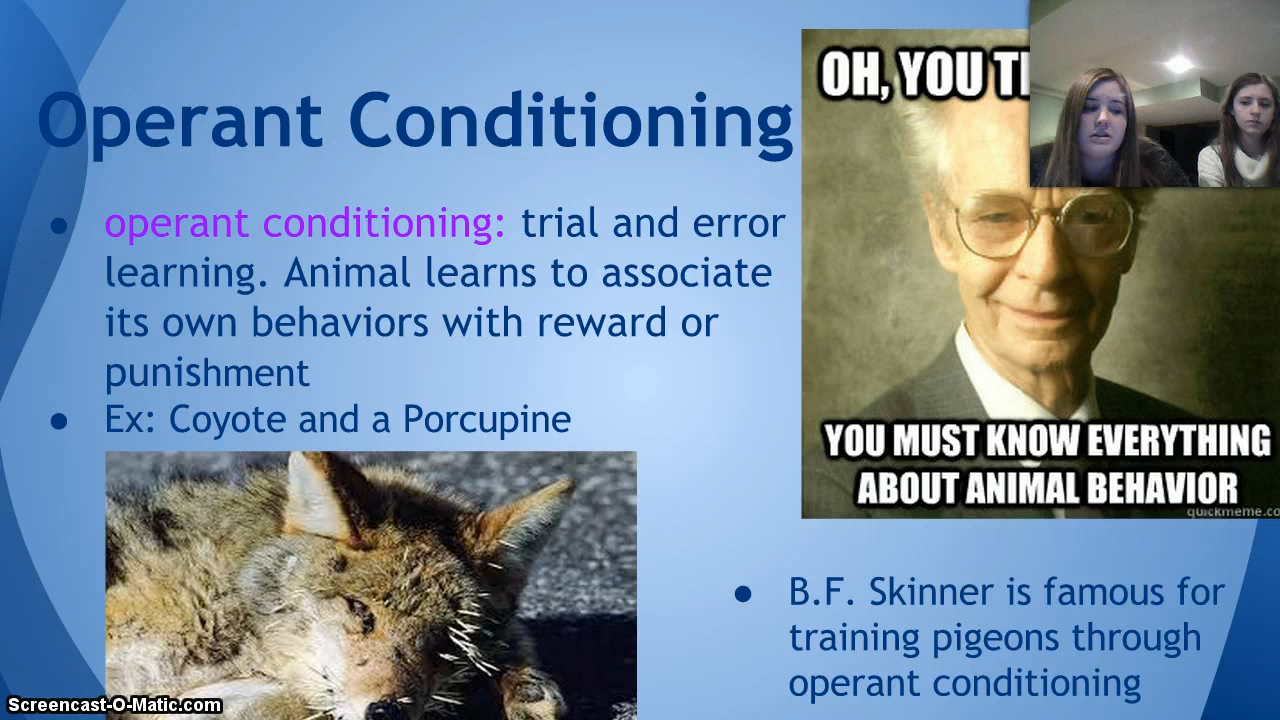 Operant Conditioning
● operant conditioning: trial and error
learning. Animal learns to associate
its own behaviors with reward or
punishment
● Ex: Coyote and a Porcupine
OH, YOU
YOU MUST KNOW EVERYTHING
ABOUT ANIMAL BEHAVIOR
quickmeme.co
● B.F. Skinner is famous for
training pigeons through
operant conditioning
Screencast-O-Matic.com